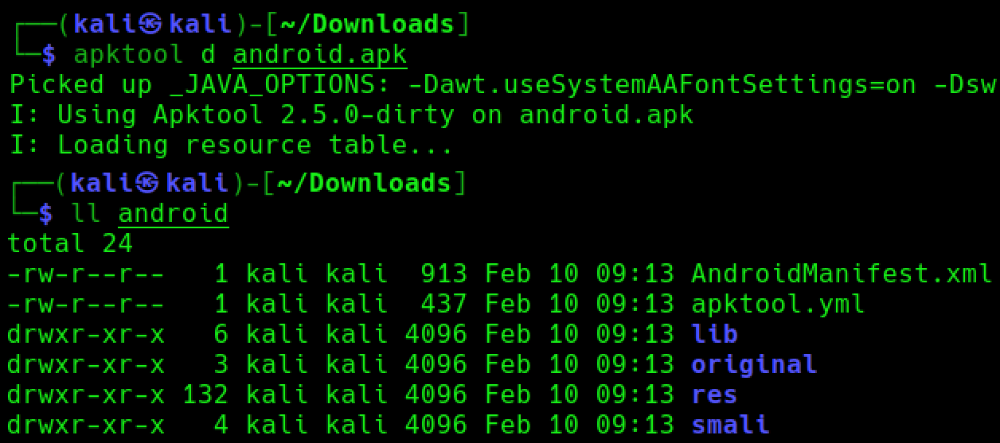 ┌──(kali㉿kali)-[~/Downloads]
└─$ apktool d android.apk
Picked up _JAVA_OPTIONS: -Dawt.useSystemAAFontSettings=on -Dsw
I: Using Apktool 2.5.0-dirty on android.apk
I: Loading resource table...
┌──(kali㉿kali)-[~/Downloads]
└─$ ll android
total 24
-rw-r--r--   1 kali kali  913 Feb 10 09:13 AndroidManifest.xml
-rw-r--r--   1 kali kali  437 Feb 10 09:13 apktool.yml
drwxr-xr-x   6 kali kali 4096 Feb 10 09:13 lib
drwxr-xr-x   3 kali kali 4096 Feb 10 09:13 original
drwxr-xr-x 132 kali kali 4096 Feb 10 09:13 res
drwxr-xr-x   4 kali kali 4096 Feb 10 09:13 smali